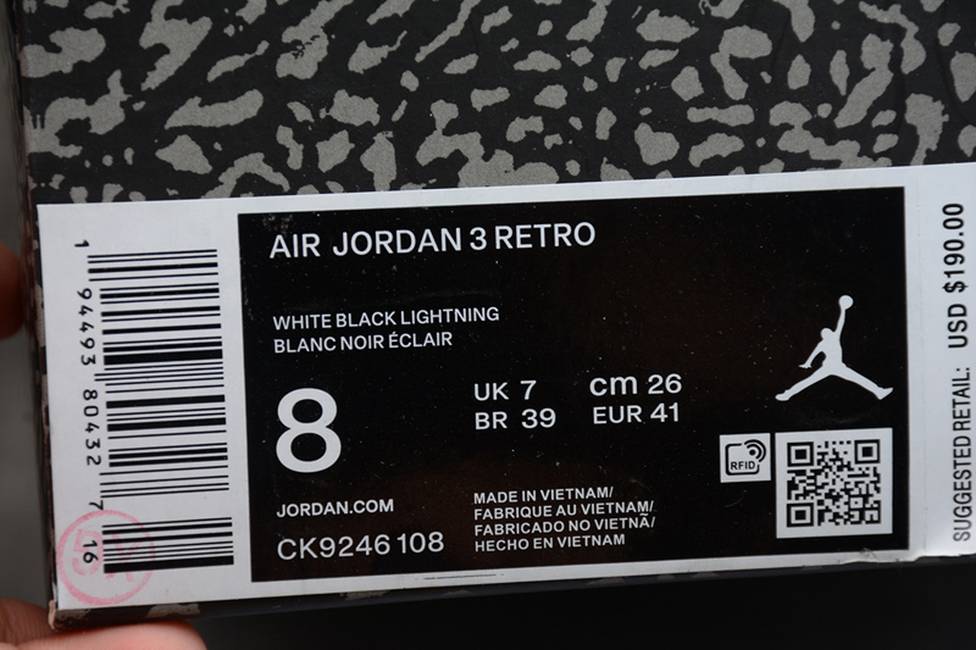 AIR JORDAN 3 RETRO
WHITE BLACK LIGHTNING
BLANC NOIR ÉCLAIR
8
UK 7
cm 26
BR 39
EUR 41
JORDAN.COM
CK9246 108
MADE IN VIETNAM/
FABRIQUE AU VIETNAM/
FABRICADO NO VIETNÃ/
HECHO EN VIETNAM
RFID
1 94493 80432 7 16
SUGGESTED RETAIL: USD $190.00